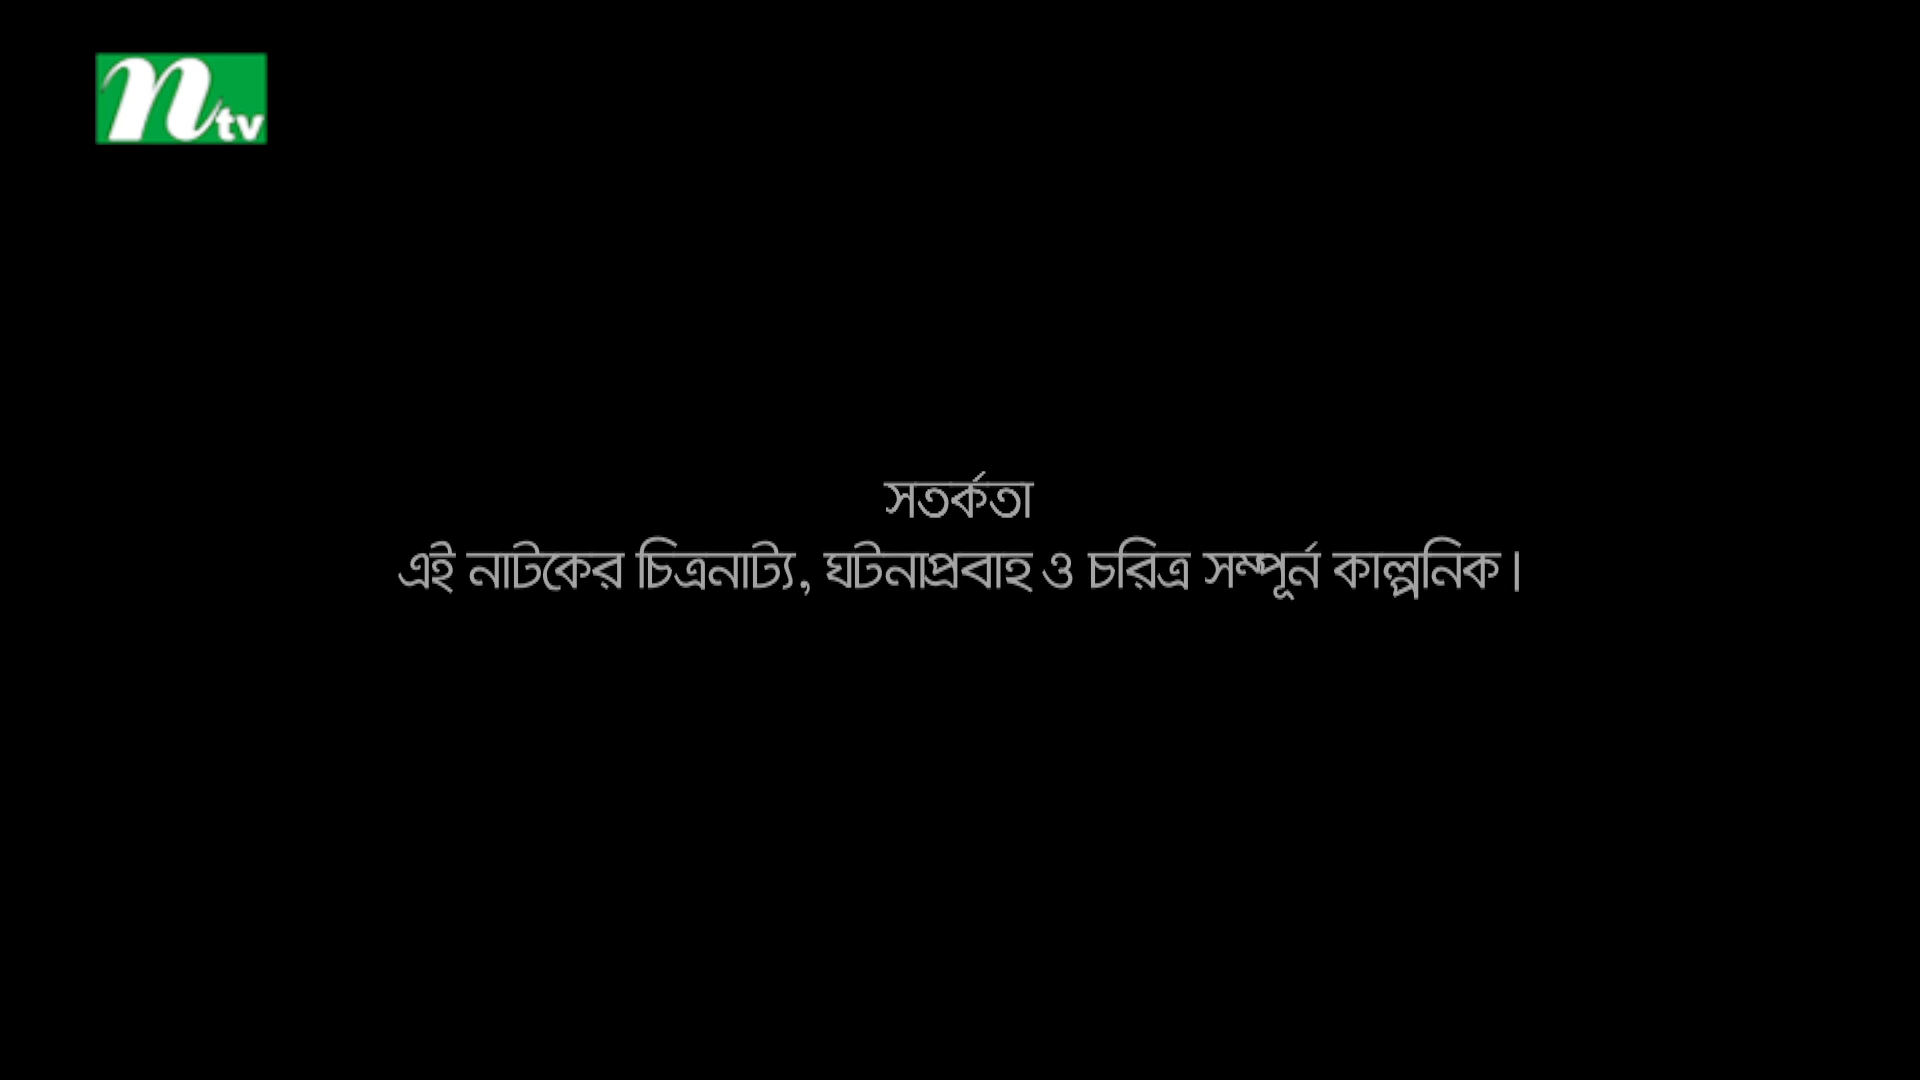 ntv
সতর্কতা
এই নাটকের চিত্রনাট্য, ঘটনাপ্রবাহ ও চরিত্র সম্পূর্ন কাল্পনিক।